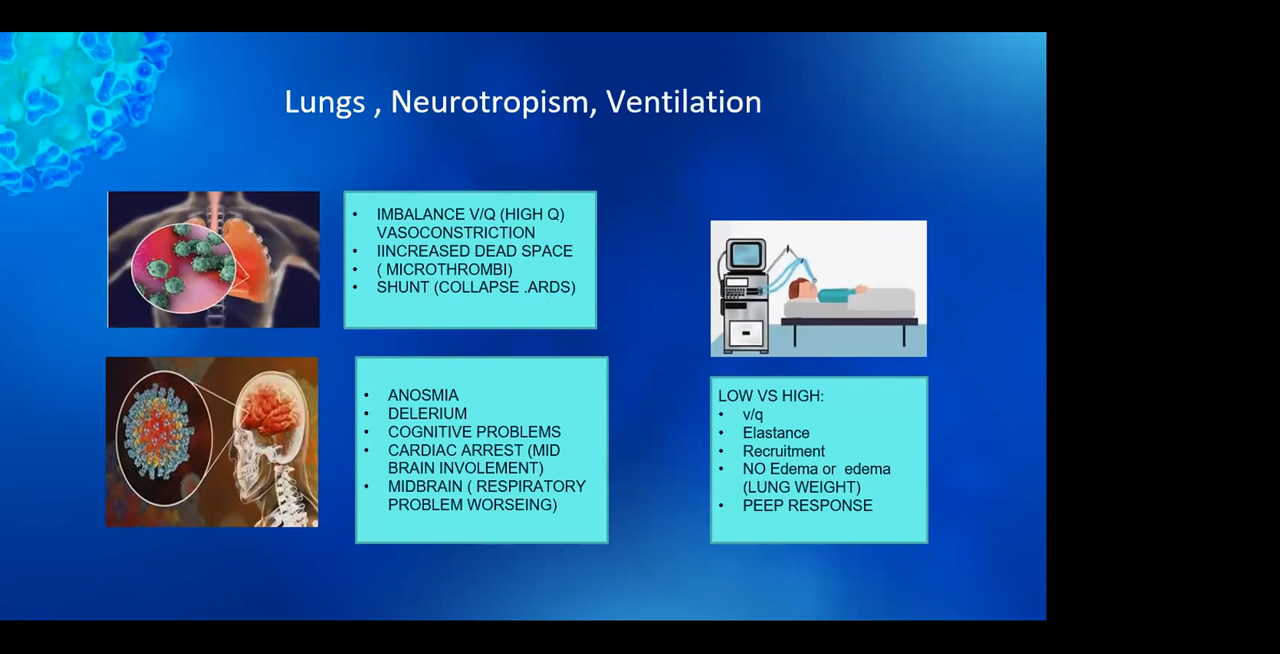 Lungs , Neurotropism, Ventilation
• IMBALANCE V/Q (HIGH Q)
VASOCONSTRICTION
• IINCREASED DEAD SPACE
• ( MICROTHROMBI)
• SHUNT (COLLAPSE .ARDS)
• ANOSMIA
• DELERIUM
• COGNITIVE PROBLEMS
• CARDIAC ARREST (MID
BRAIN INVOLEMENT)
• MIDBRAIN ( RESPIRATORY
PROBLEM WORSEING)
LOW VS HIGH:
• v/q
• Elastance
• Recruitment
• NO Edema or  edema
(LUNG WEIGHT)
• PEEP RESPONSE